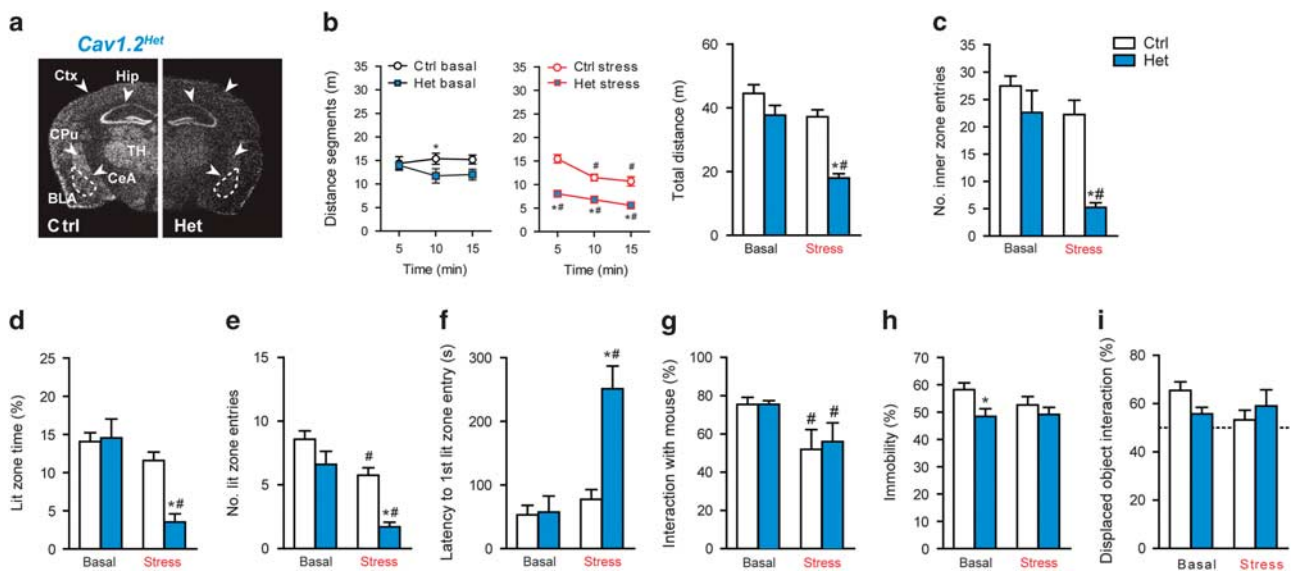 a
Cav1.2Het
Ctx
Hip
CPu
TH
CeA
BLA
Ctrl
Het
b
Ctrl basal
Het basal
Distance segments (m)
35
30
25
20
15
10
5
0
*
5 10 15
Time (min)
Ctrl stress
Het stress
35
30
25
20
15
10
5
0
# #
*# *# *#
5 10 15
Time (min)
Total distance (m)
60
40
20
0
*#
Basal Stress
c
No. inner zone entries
35
30
25
20
15
10
5
0
*#
Basal Stress
Ctrl
Het
d
Lit zone time (%)
25
20
15
10
5
0
*#
Basal Stress
e
No. lit zone entries
15
10
5
0
#
*#
Basal Stress
f
Latency to 1st lit zone entry (s)
300
200
100
0
*#
Basal Stress
g
Interaction with mouse (%)
100
80
60
40
20
0
# #
Basal Stress
h
Immobility (%)
70
60
50
40
30
20
10
0
*
Basal Stress
i
Displaced object interaction (%)
80
60
40
20
0
Basal Stress